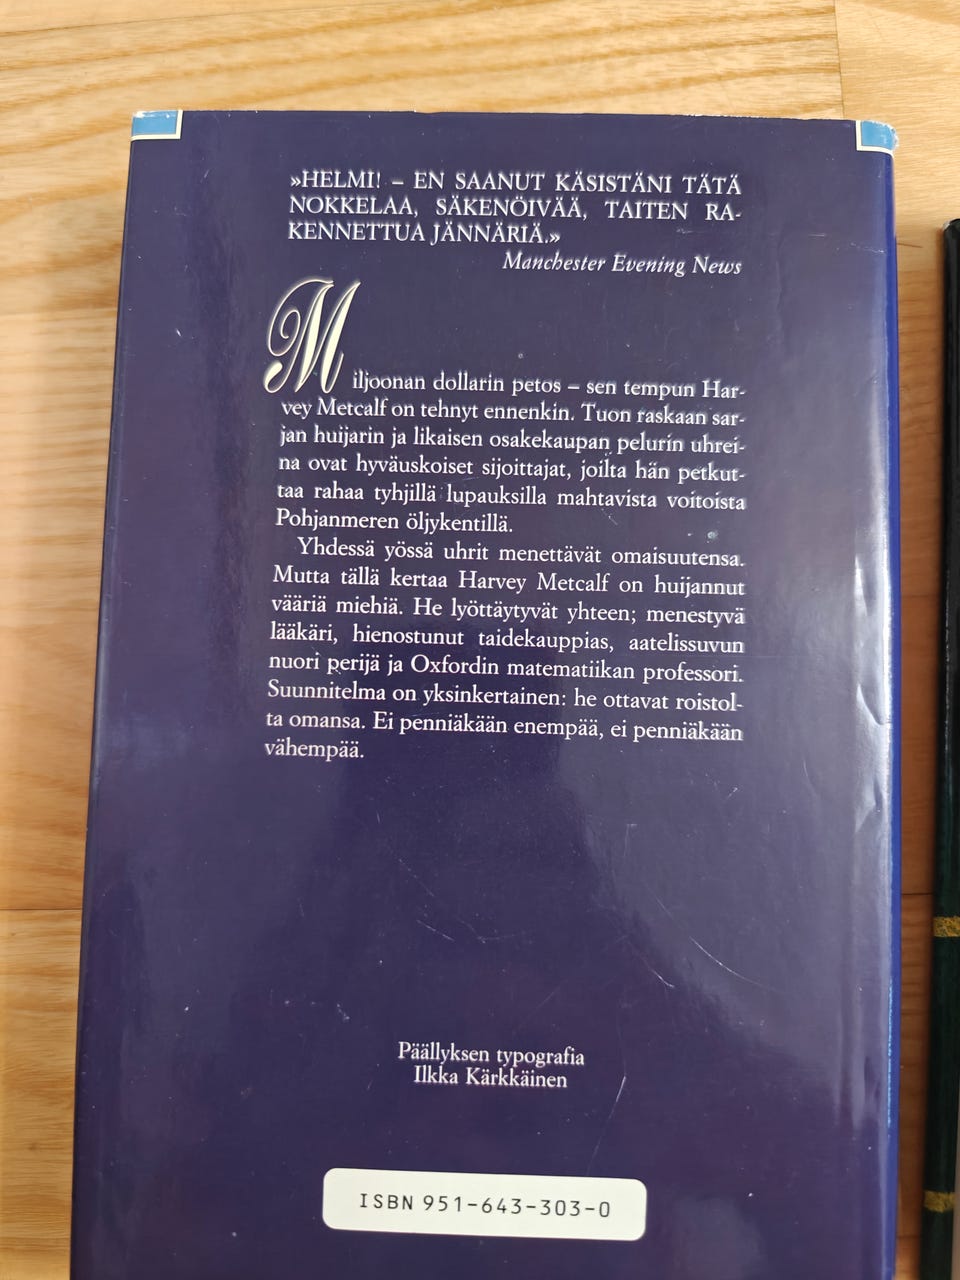 »HELMI! – EN SAANUT KÄSISTÄNI TÄTÄ
NOKKELAA, SÄKENÖIVÄÄ, TAITEN RA-
KENNETTUA JÄNNÄRIÄ.»
Manchester Evening News
Miljoonan dollarin petos – sen tempun Har-
vey Metcalf on tehnyt ennenkin. Tuon raskaan sar-
jan huijarin ja likaisen osakekaupan pelurin uhrei-
na ovat hyväuskoiset sijoittajat, joilta hän petkut-
taa rahaa tyhjillä lupauksilla mahtavista voitoista
Pohjanmeren öljykentillä.
Yhdessä yössä uhrit menettävät omaisuutensa.
Mutta tällä kertaa Harvey Metcalf on huijannut
vääriä miehiä. He lyöttäytyvät yhteen; menestyvä
lääkäri, hienostunut taidekauppias, aatelissuvun
nuori perijä ja Oxfordin matematiikan professori.
Suunnitelma on yksinkertainen: he ottavat roistol-
ta omansa. Ei penniäkään enempää, ei penniäkään
vähempää.
Päällyksen typografia
Ilkka Kärkkäinen
ISBN 951-643-303-0